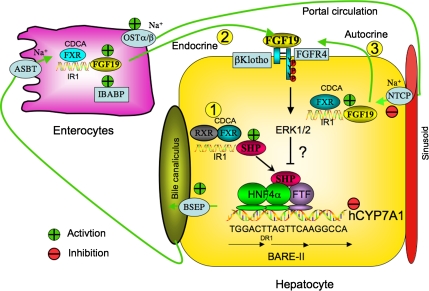 Portal circulation
Na+
OSTα/β
Endocrine
2
FGF19
Autocrine
3
βKlotho
FGFR4
Na+
CDCA
FXR
IR1
FGF19
ASBT
IBABP
Enterocytes
CDCA
FXR
IR1
FGF19
Na+
NTCP
Sinusoid
ERK1/2
1
CDCA
RXR
FXR
IR1
SHP
?
SHP
HNF4α
FTF
Bile canaliculus
BSEP
hCYP7A1
TGGACTTAGTTCAAGGCCA
DR1
BARE-II
Activtion
Inhibition
Hepatocyte